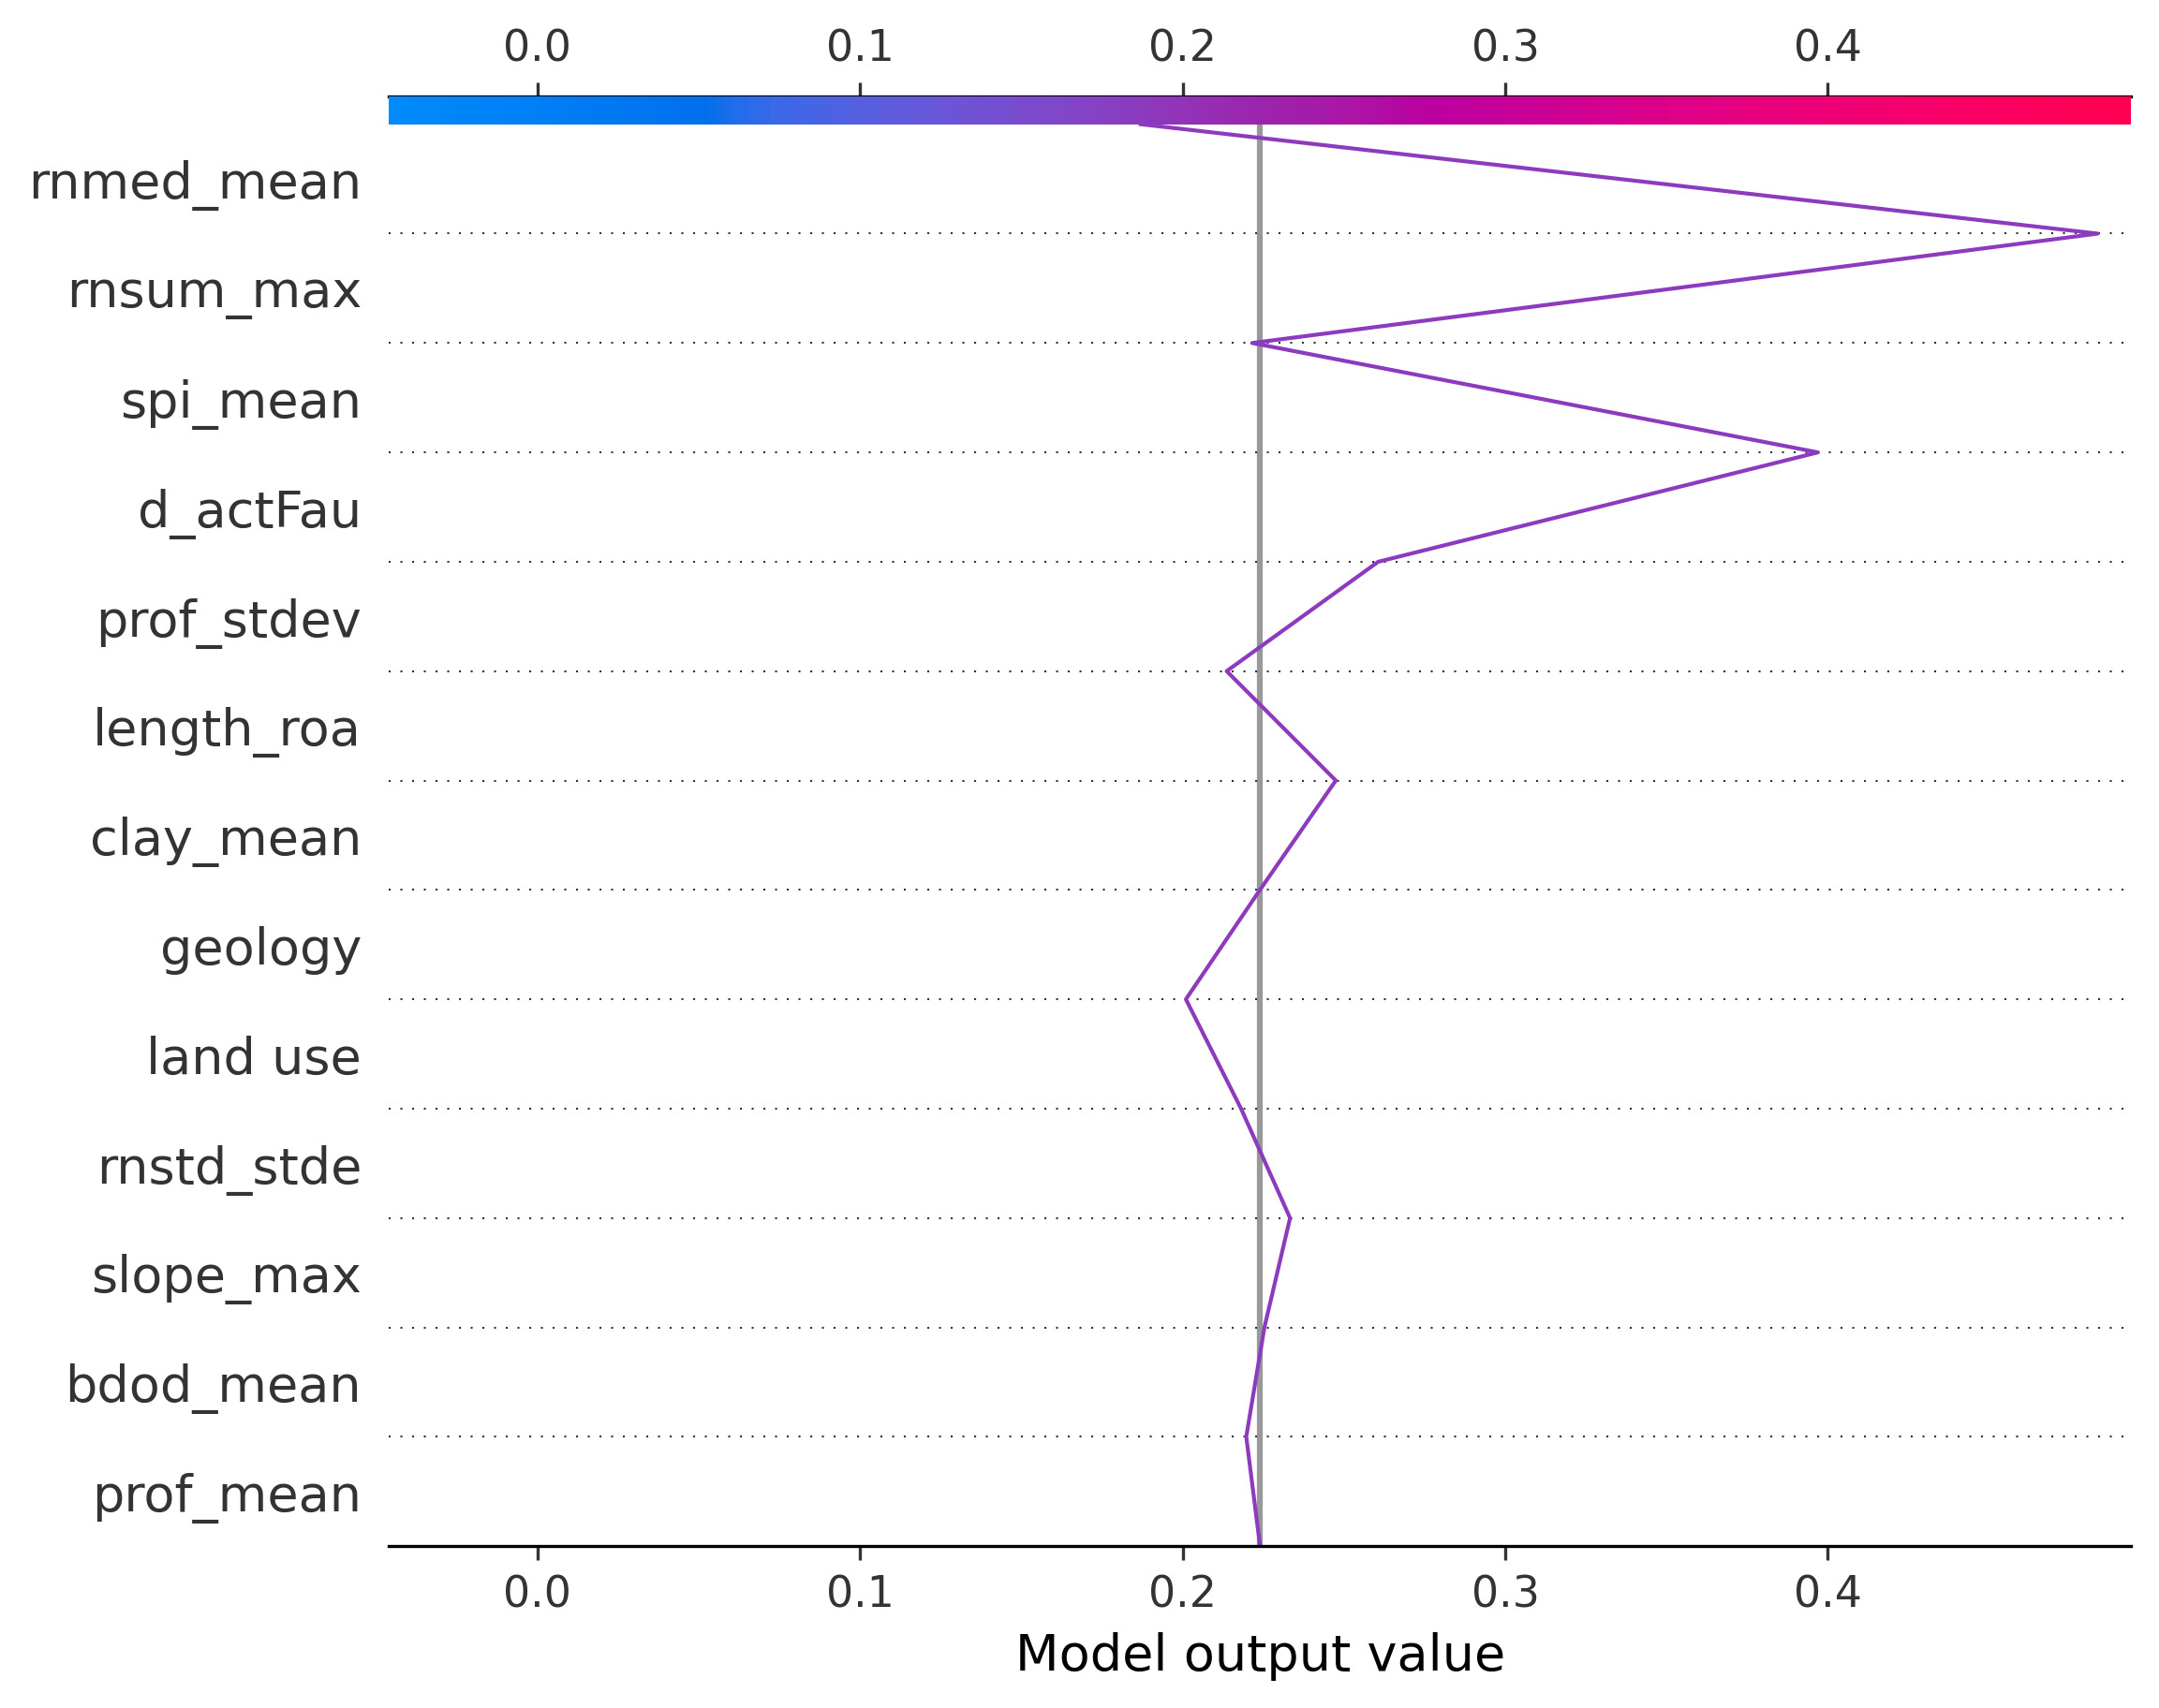 0.0 0.1 0.2 0.3 0.4
rnmed_mean
rnsum_max
spi_mean
d_actFau
prof_stdev
length_roa
clay_mean
geology
land use
rnstd_stde
slope_max
bdod_mean
prof_mean
0.0 0.1 0.2 0.3 0.4
Model output value